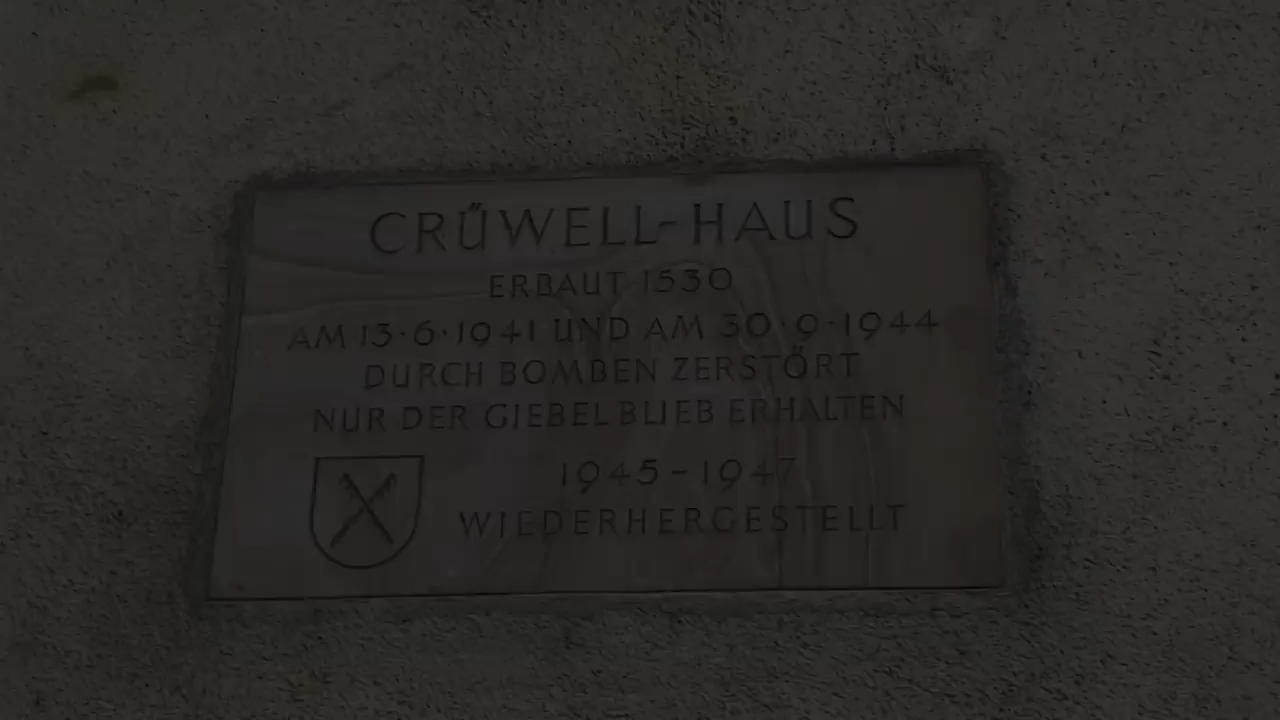 CRŰWELL-HAUS
ERBAUT 1530
AM 13·6·1941 UND AM 30·9·1944
DURCH BOMBEN ZERSTÖRT
NUR DER GIEBEL BLIEB ERHALTEN
1945-1947
WIEDERHERGESTELLT